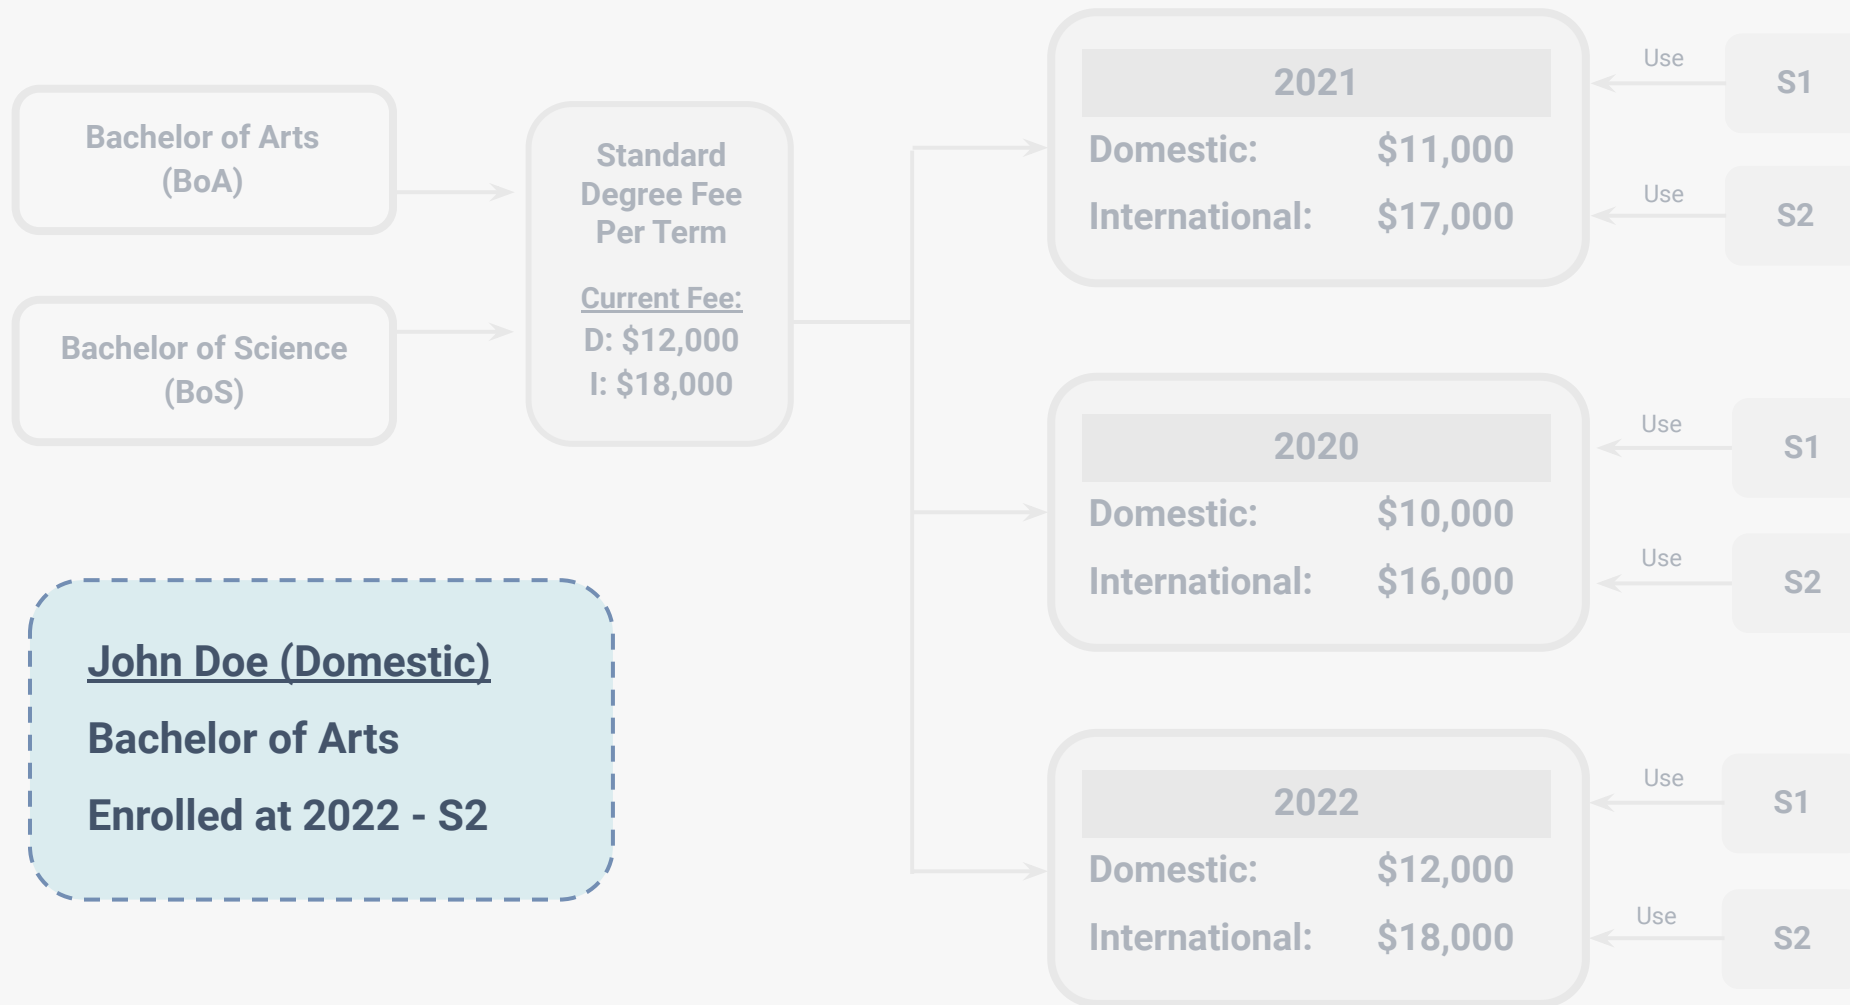 Bachelor of Arts
(BoA)
Bachelor of Science
(BoS)
Standard
Degree Fee
Per Term
Current Fee:
D: $12,000
I: $18,000
John Doe (Domestic)
Bachelor of Arts
Enrolled at 2022 - S2
2021
Domestic: $11,000
International: $17,000
Use
S1
Use
S2
2020
Domestic: $10,000
International: $16,000
Use
S1
Use
S2
2022
Domestic: $12,000
International: $18,000
Use
S1
Use
S2